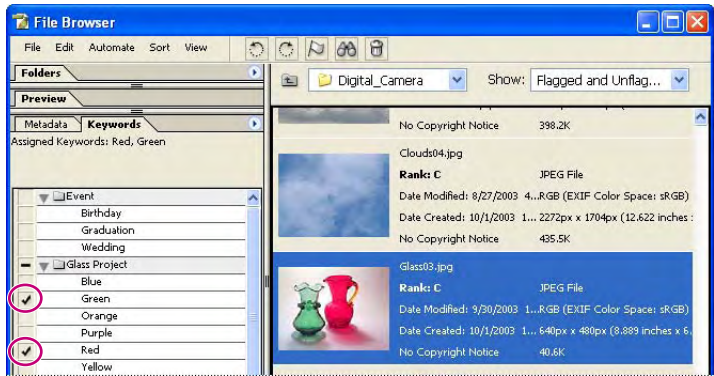 File Browser
File Edit Automate Sort View
Folders
Preview
Metadata Keywords
Assigned Keywords: Red, Green
Event
Birthday
Graduation
Wedding
Glass Project
Blue
Green
Orange
Purple
Red
Yellow
Digital_Camera Show: Flagged and Unflag...
No Copyright Notice 398.2K
Clouds04.jpg
Rank: C JPEG File
Date Modified: 8/27/2003 4...RGB (EXIF Color Space: sRGB)
Date Created: 10/1/2003 1... 2272px x 1704px (12.622 inches :
No Copyright Notice 435.5K
Glass03.jpg
Rank: C JPEG File
Date Modified: 9/30/2003 1...RGB (EXIF Color Space: sRGB)
Date Created: 10/1/2003 1... 640px x 480px (8.889 inches x 6.
No Copyright Notice 40.6K